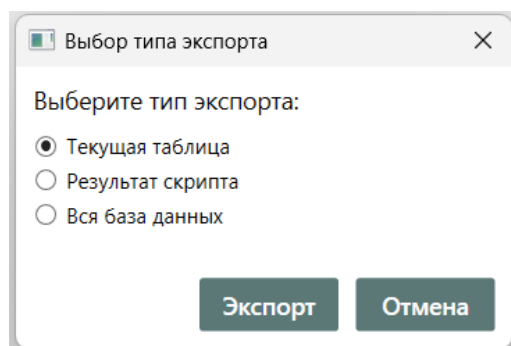 Выбор типа экспорта
Выберите тип экспорта:
Текущая таблица
Результат скрипта
Вся база данных
Экспорт Отмена